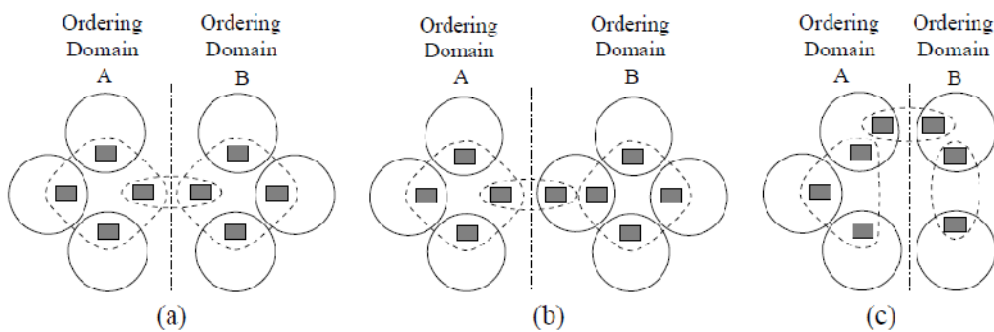 Ordering
Domain
A
Ordering
Domain
B
(a)
Ordering
Domain
A
Ordering
Domain
B
(b)
Ordering
Domain
A
Ordering
Domain
B
(c)